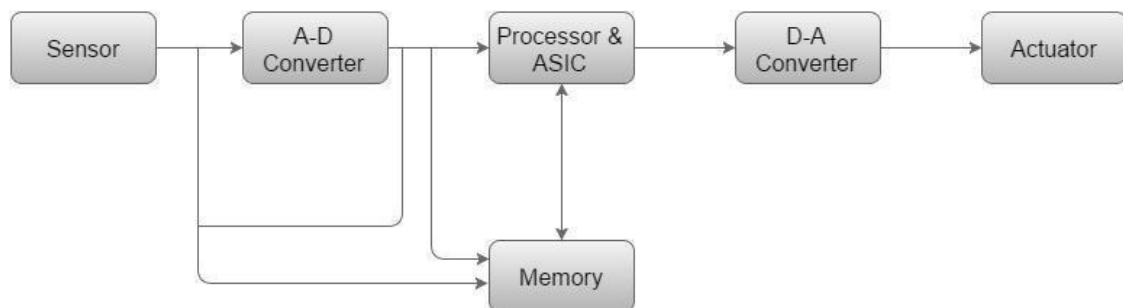 Sensor
A-D
Converter
Processor &
ASIC
D-A
Converter
Actuator
Memory